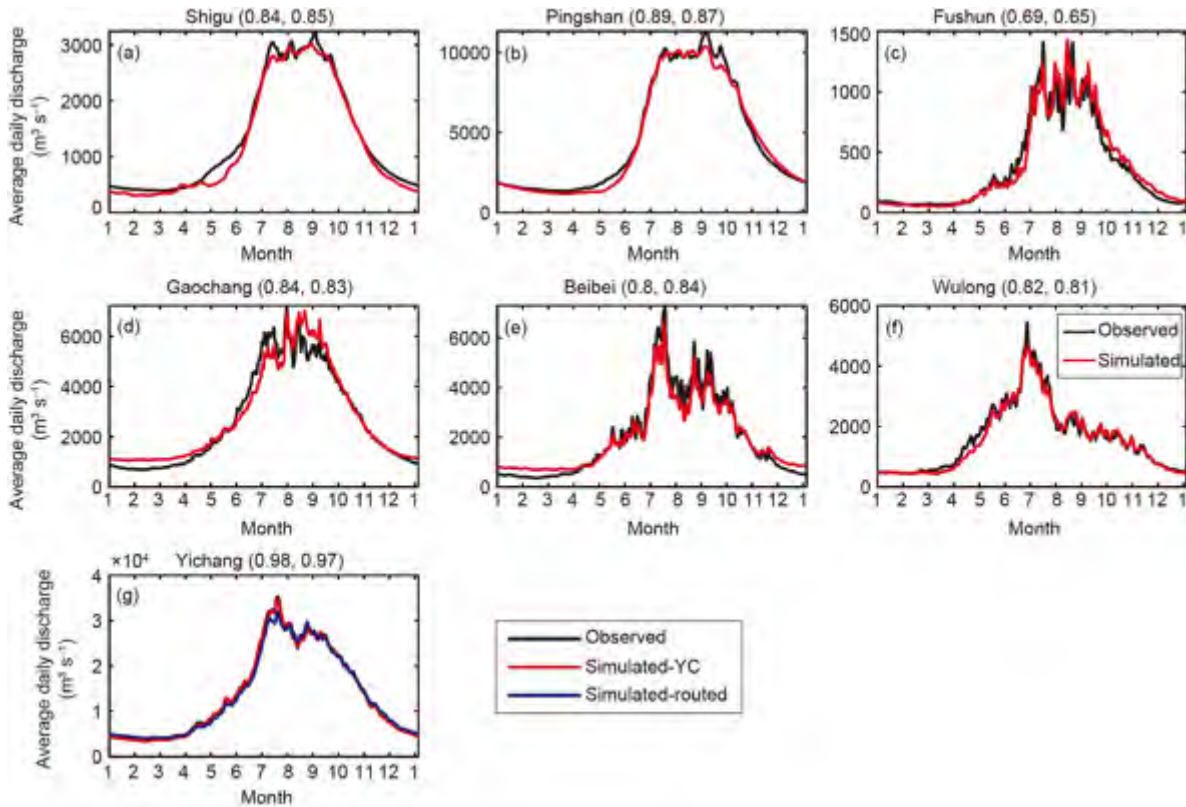 Shigu (0.84, 0.85)
Pingshan (0.89, 0.87)
Fushun (0.69, 0.65)
Average daily discharge
(m³ s⁻¹)
(a)
3000
2000
1000
0
1 2 3 4 5 6 7 8 9 10 11 12 1
Month
(b)
10000
5000
0
1 2 3 4 5 6 7 8 9 10 11 12 1
Month
(c)
1500
1000
500
0
1 2 3 4 5 6 7 8 9 10 11 12 1
Month
Gaochang (0.84, 0.83)
Beibei (0.8, 0.84)
Wulong (0.82, 0.81)
Average daily discharge
(m³ s⁻¹)
(d)
6000
4000
2000
0
1 2 3 4 5 6 7 8 9 10 11 12 1
Month
(e)
6000
4000
2000
0
1 2 3 4 5 6 7 8 9 10 11 12 1
Month
(f)
6000
4000
2000
0
Observed
Simulated
1 2 3 4 5 6 7 8 9 10 11 12 1
Month
×10⁴
Yichang (0.98, 0.97)
Average daily discharge
(m³ s⁻¹)
(g)
4
3
2
1
0
1 2 3 4 5 6 7 8 9 10 11 12 1
Month
Observed
Simulated-YC
Simulated-routed